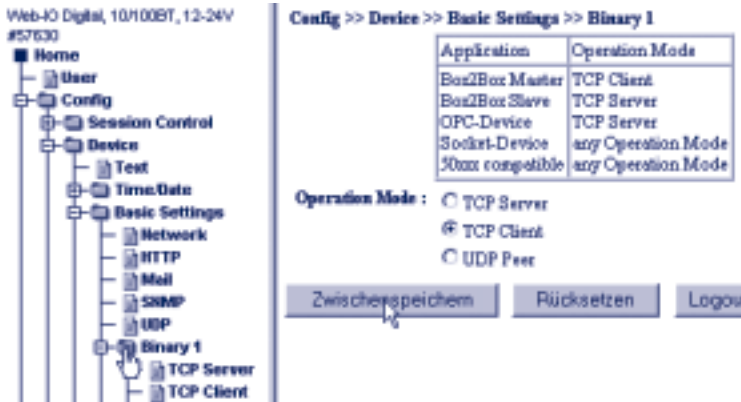 Web-IO Digital, 10/100BT, 12-24V
#57630
Home
User
Config
Session Control
Device
Text
Time/Date
Basic Settings
Network
HTTP
Mail
SNMP
UDP
Binary 1
TCP Server
TCP Client
Config >> Device >> Basic Settings >> Binary 1
Application Operation Mode
Box2Box Master TCP Client
Box2Box Slave TCP Server
OPC-Device TCP Server
Socket-Device any Operation Mode
50xxx compatible any Operation Mode
Operation Mode : TCP Server
TCP Client
UDP Peer
Zwischenspeichern Rücksetzen Logou